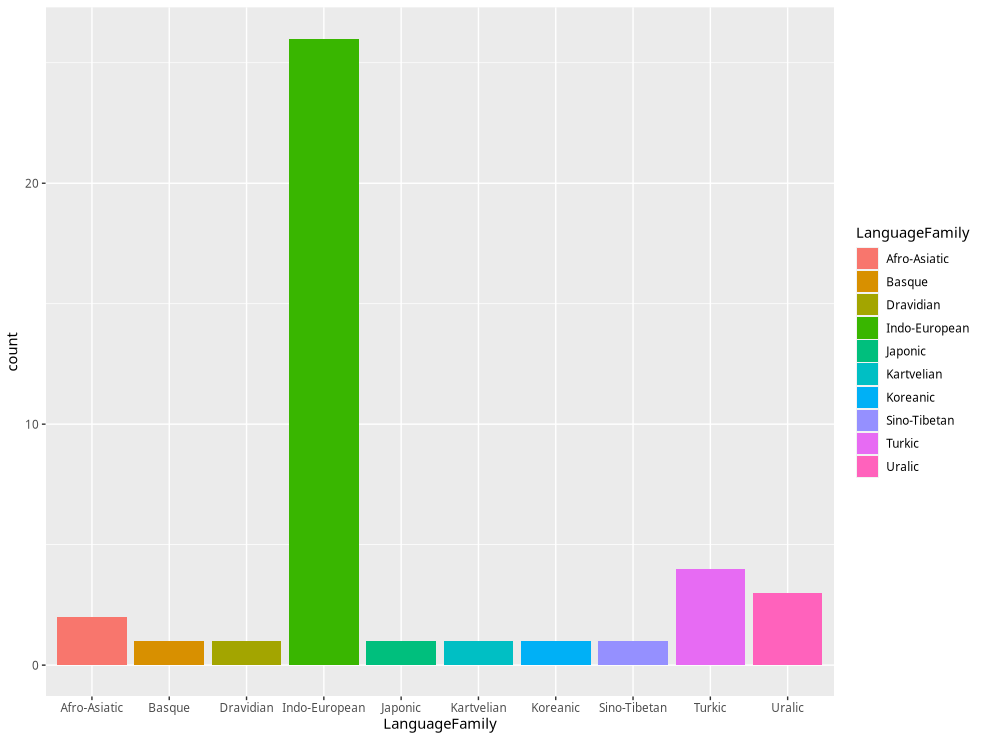 20
10
0
count
Afro-Asiatic Basque Dravidian Indo-European Japonic Kartvelian Koreanic Sino-Tibetan Turkic Uralic
LanguageFamily
LanguageFamily
Afro-Asiatic
Basque
Dravidian
Indo-European
Japonic
Kartvelian
Koreanic
Sino-Tibetan
Turkic
Uralic